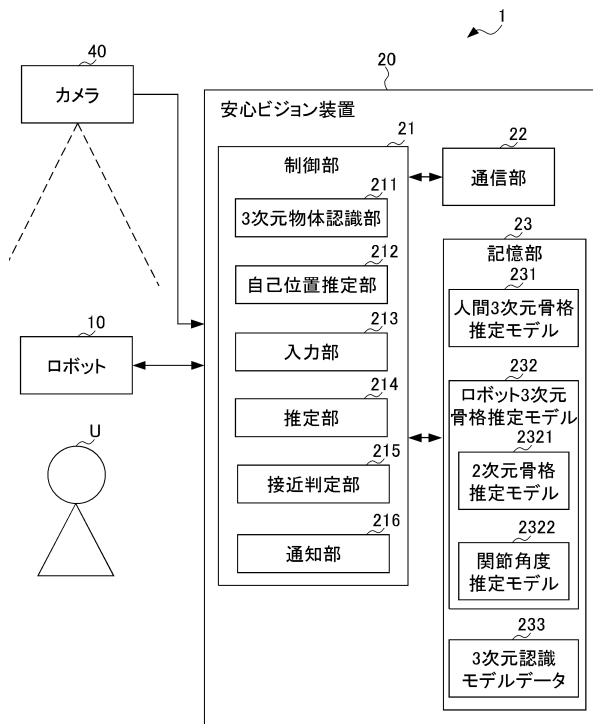 1
40
カメラ
20
安心ビジョン装置
21
制御部
211
3次元物体認識部
212
自己位置推定部
213
入力部
214
推定部
215
接近判定部
216
通知部
22
通信部
23
記憶部
231
人間3次元骨格
推定モデル
232
ロボット3次元
骨格推定モデル
2321
2次元骨格
推定モデル
2322
関節角度
推定モデル
233
3次元認識
モデルデータ
10
ロボット
U